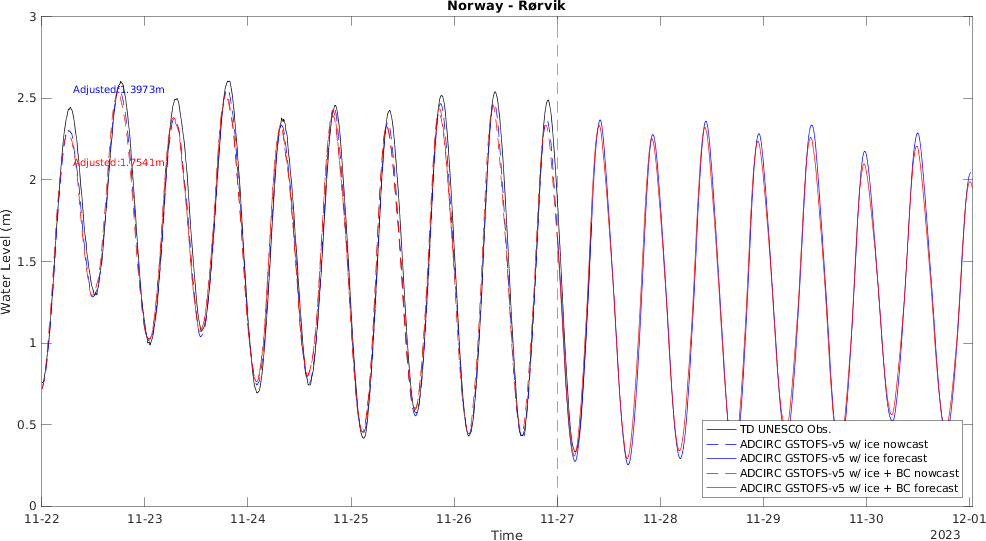 Norway - Rørvik
3
2.5
2
1.5
1
0.5
0
Water Level (m)
Adjusted:1.3973m
Adjusted:1.7541m
TD UNESCO Obs.
ADCIRC GSTOFS-v5 w/ ice nowcast
ADCIRC GSTOFS-v5 w/ ice forecast
ADCIRC GSTOFS-v5 w/ ice + BC nowcast
ADCIRC GSTOFS-v5 w/ ice + BC forecast
11-22 11-23 11-24 11-25 11-26 11-27 11-28 11-29 11-30 12-01
Time
2023